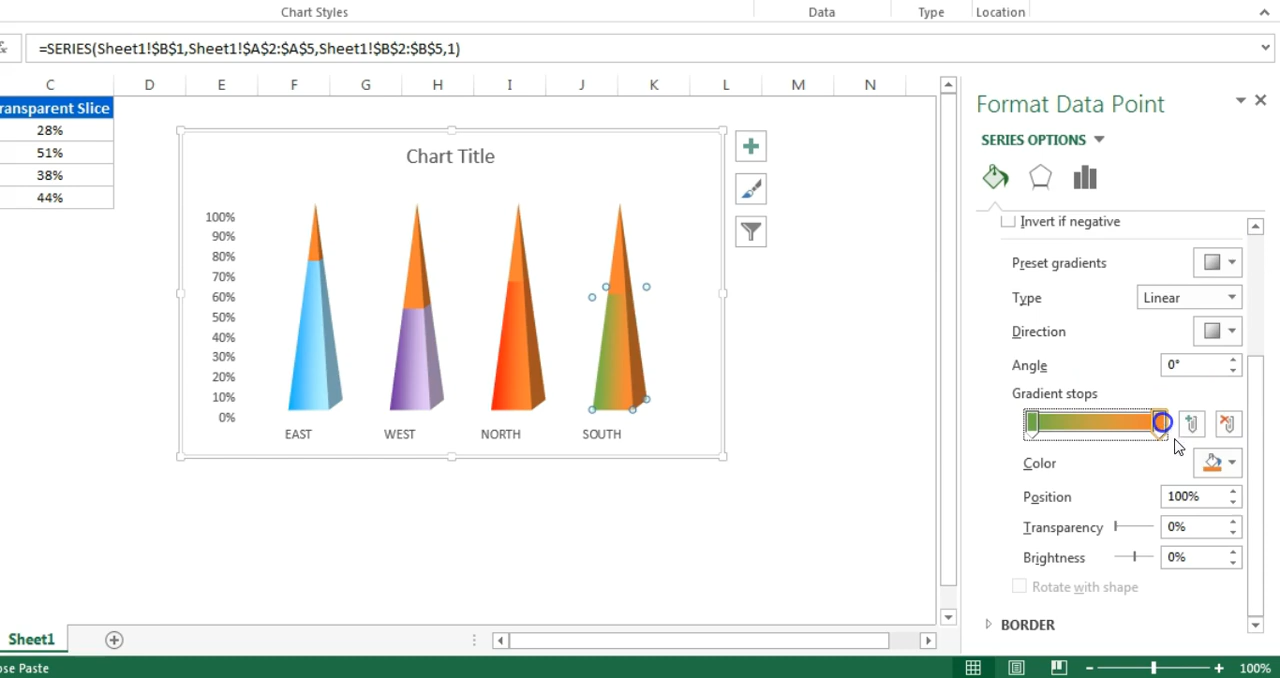 Chart Styles Data Type Location
=SERIES(Sheet1!$B$1,Sheet1!$A$2:$A$5,Sheet1!$B$2:$B$5,1)
C D E F G H I J K L M N
ransparent Slice
28%
51%
38%
44%
Chart Title
100%
90%
80%
70%
60%
50%
40%
30%
20%
10%
0%
EAST WEST NORTH SOUTH
Format Data Point
SERIES OPTIONS
Invert if negative
Preset gradients
Type Linear
Direction
Angle 0°
Gradient stops
Color
Position 100%
Transparency 0%
Brightness 0%
Rotate with shape
BORDER
Sheet1
ose Paste
100%